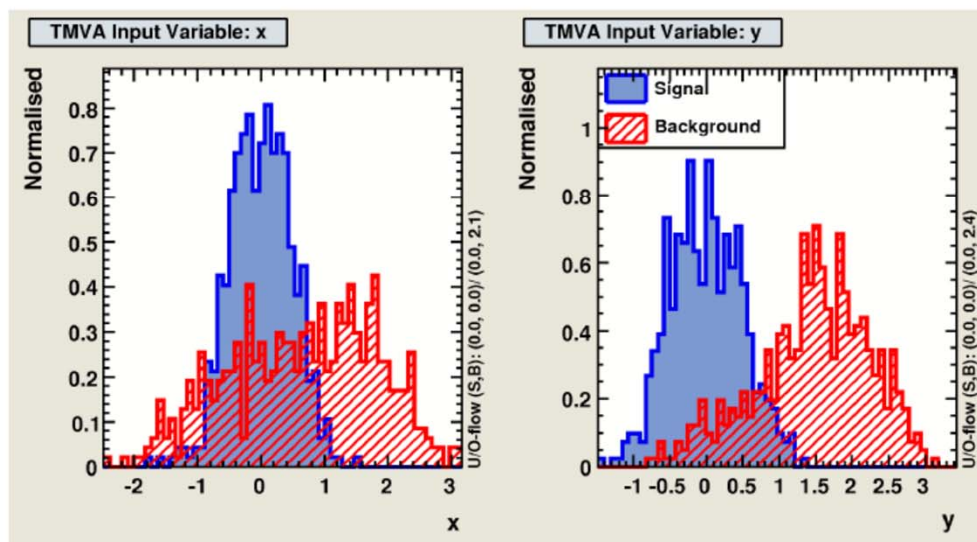 TMVA Input Variable: x
Normalised
0.8
0.7
0.6
0.5
0.4
0.3
0.2
0.1
0
-2 -1 0 1 2 3
x
U/O-flow (S,B): (0.0, 0.0)/ (0.0, 2.1)
TMVA Input Variable: y
Signal
Background
Normalised
1
0.8
0.6
0.4
0.2
0
-1 -0.5 0 0.5 1 1.5 2 2.5 3
y
U/O-flow (S,B): (0.0, 0.0)/ (0.0, 2.4)